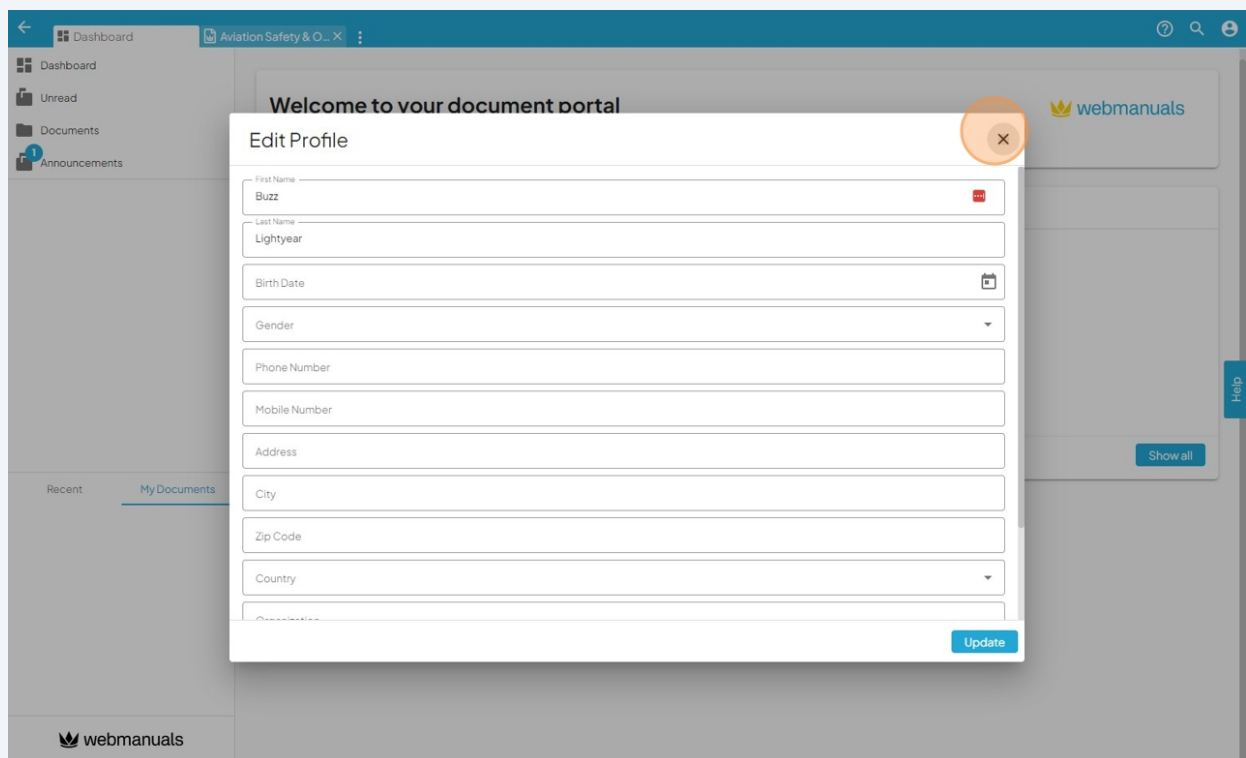 Dashboard
Aviation Safety & O...
Dashboard
Unread
Documents
1
Announcements
Welcome to your document portal
webmanuals
Edit Profile
First Name
Buzz
Last Name
Lightyear
Birth Date
Gender
Phone Number
Mobile Number
Address
City
Zip Code
Country
Organization
Update
Help
Show all
Recent
My Documents
webmanuals